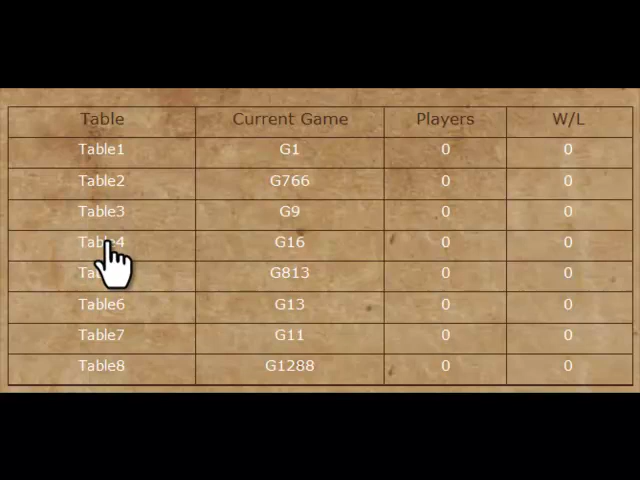 Table Current Game Players W/L
Table1 G1 0 0
Table2 G766 0 0
Table3 G9 0 0
Table4 G16 0 0
G813 0 0
Table6 G13 0 0
Table7 G11 0 0
Table8 G1288 0 0